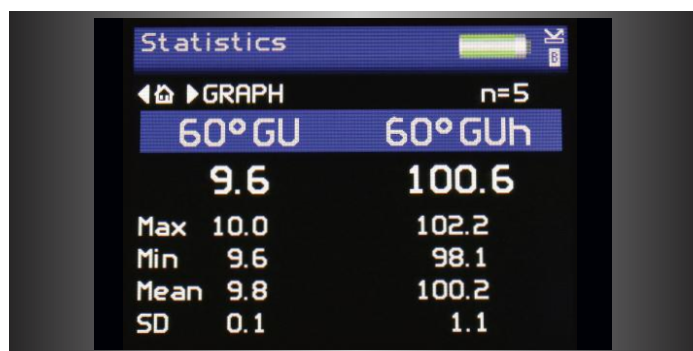 Statistics
B
GRAPH n=5
60°GU 60°GUh
9.6 100.6
Max 10.0 102.2
Min 9.6 98.1
Mean 9.8 100.2
SD 0.1 1.1